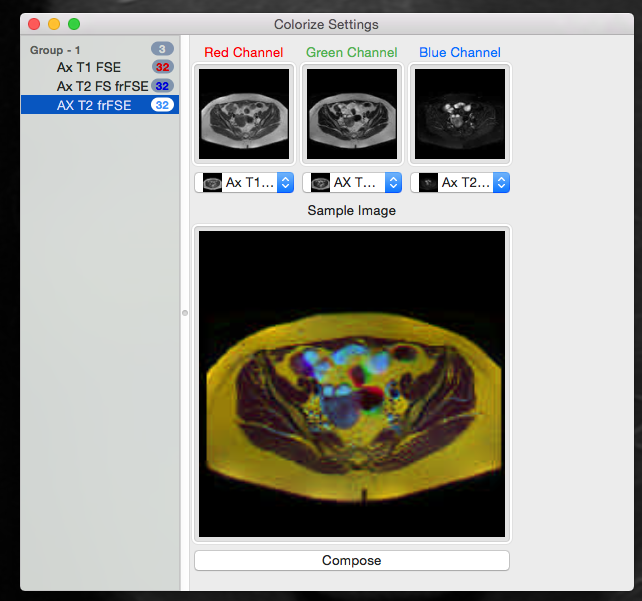 Colorize Settings
Group - 1 3
Ax T1 FSE 32
Ax T2 FS frFSE 32
AX T2 frFSE 32
Red Channel Green Channel Blue Channel
Ax T1... AX T... Ax T2...
Sample Image
Compose